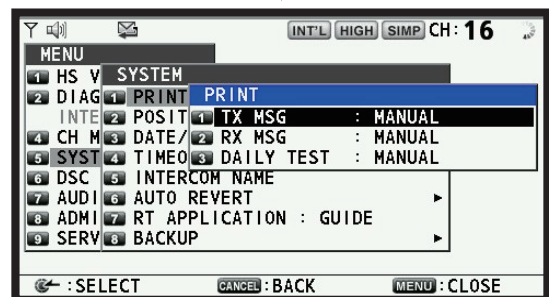 INT'L HIGH SIMP CH: 16
MENU
1 HS V
2 DIAG
INTE
4 CH M
5 SYST
6 DSC
7 AUDI
8 ADMI
9 SERV
SYSTEM
1 PRINT
2 POSIT
3 DATE/
4 TIMEO
5 INTERCOM NAME
6 AUTO REVERT
7 RT APPLICATION : GUIDE
8 BACKUP
PRINT
1 TX MSG : MANUAL
2 RX MSG : MANUAL
3 DAILY TEST : MANUAL
: SELECT CANCEL : BACK MENU : CLOSE